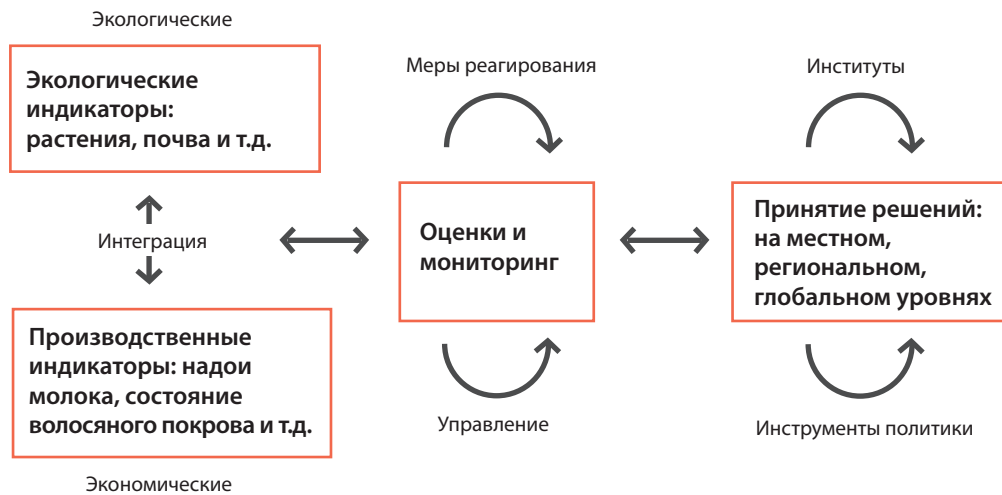 Экологические
Экологические
индикаторы:
растения, почва и т.д.
Интеграция
Производственные
индикаторы: надои
молока, состояние
волосяного покрова и т.д.
Экономические
Меры реагирования
Оценки и
мониторинг
Управление
Институты
Принятие решений:
на местном,
региональном,
глобальном уровнях
Инструменты политики